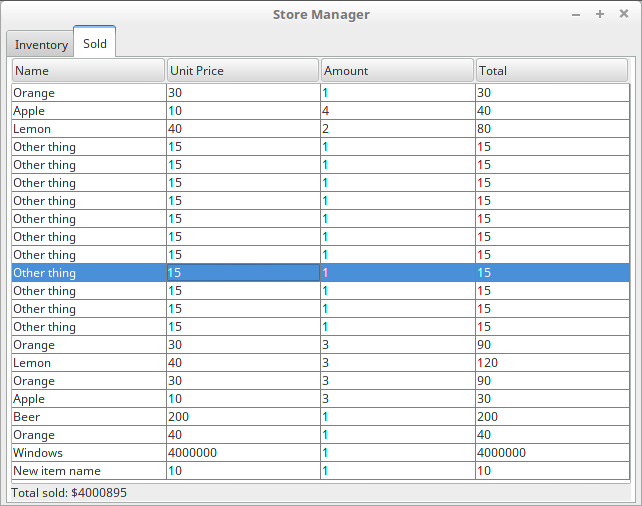 Store Manager
Inventory Sold
Name Unit Price Amount Total
Orange 30 1 30
Apple 10 4 40
Lemon 40 2 80
Other thing 15 1 15
Other thing 15 1 15
Other thing 15 1 15
Other thing 15 1 15
Other thing 15 1 15
Other thing 15 1 15
Other thing 15 1 15
Other thing 15 1 15
Other thing 15 1 15
Other thing 15 1 15
Other thing 15 1 15
Orange 30 3 90
Lemon 40 3 120
Orange 30 3 90
Apple 10 3 30
Beer 200 1 200
Orange 40 1 40
Windows 4000000 1 4000000
New item name 10 1 10
Total sold: $4000895